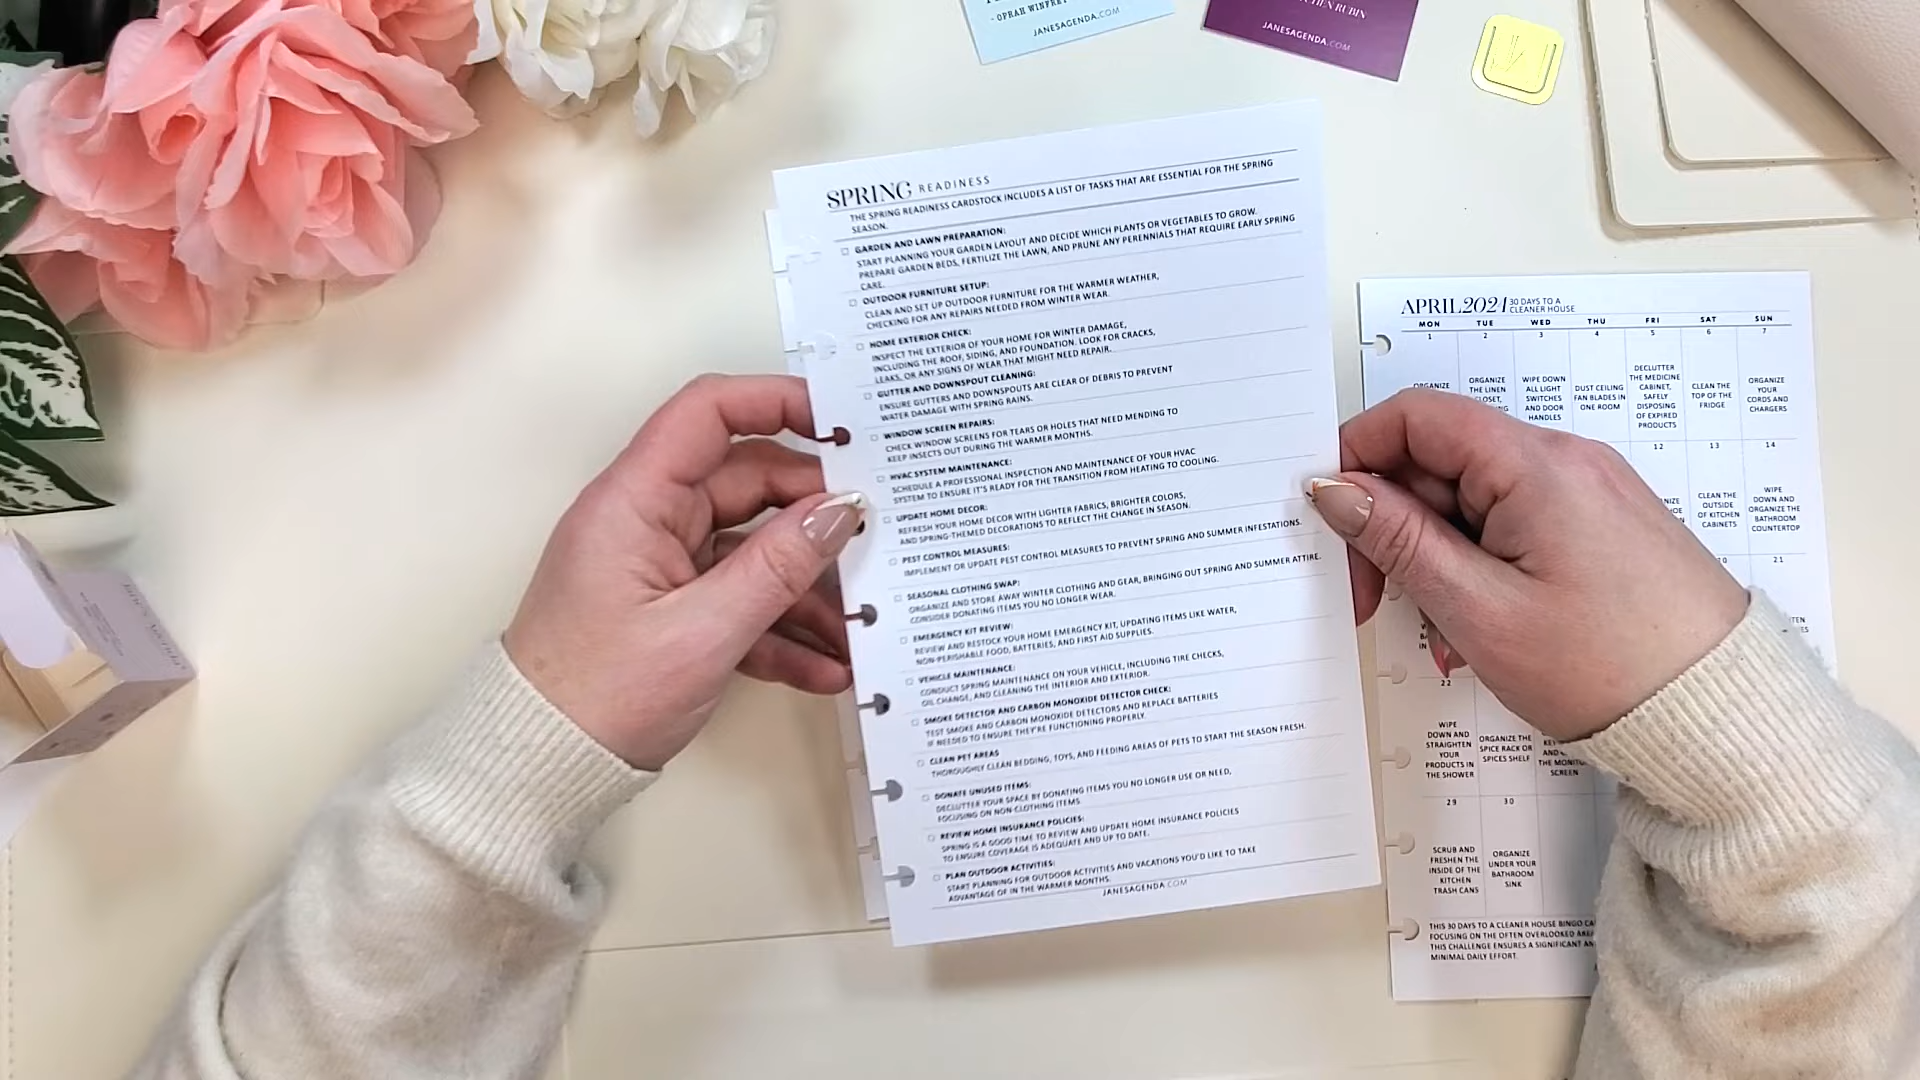 - OPRAH WINFREY
JANESAGENDA.COM
RUBIN
JANESAGENDA.COM
SPRING READINESS
THE SPRING READINESS CARDSTOCK INCLUDES A LIST OF TASKS THAT ARE ESSENTIAL FOR THE SPRING
SEASON.
GARDEN AND LAWN PREPARATION:
START PLANNING YOUR GARDEN LAYOUT AND DECIDE WHICH PLANTS OR VEGETABLES TO GROW.
PREPARE GARDEN BEDS, FERTILIZE THE LAWN, AND PRUNE ANY PERENNIALS THAT REQUIRE EARLY SPRING
CARE.
OUTDOOR FURNITURE SETUP:
CLEAN AND SET UP OUTDOOR FURNITURE FOR THE WARMER WEATHER,
CHECKING FOR ANY REPAIRS NEEDED FROM WINTER WEAR.
HOME EXTERIOR CHECK:
INSPECT THE EXTERIOR OF YOUR HOME FOR WINTER DAMAGE,
INCLUDING THE ROOF, SIDING, AND FOUNDATION. LOOK FOR CRACKS,
LEAKS, OR ANY SIGNS OF WEAR THAT MIGHT NEED REPAIR.
GUTTER AND DOWNSPOUT CLEANING:
ENSURE GUTTERS AND DOWNSPOUTS ARE CLEAR OF DEBRIS TO PREVENT
WATER DAMAGE WITH SPRING RAINS.
WINDOW SCREEN REPAIRS:
CHECK WINDOW SCREENS FOR TEARS OR HOLES THAT NEED MENDING TO
KEEP INSECTS OUT DURING THE WARMER MONTHS.
HVAC SYSTEM MAINTENANCE:
SCHEDULE A PROFESSIONAL INSPECTION AND MAINTENANCE OF YOUR HVAC
SYSTEM TO ENSURE IT'S READY FOR THE TRANSITION FROM HEATING TO COOLING.
UPDATE HOME DECOR:
REFRESH YOUR HOME DECOR WITH LIGHTER FABRICS, BRIGHTER COLORS,
AND SPRING-THEMED DECORATIONS TO REFLECT THE CHANGE IN SEASON.
PEST CONTROL MEASURES:
IMPLEMENT OR UPDATE PEST CONTROL MEASURES TO PREVENT SPRING AND SUMMER INFESTATIONS.
SEASONAL CLOTHING SWAP:
ORGANIZE AND STORE AWAY WINTER CLOTHING AND GEAR, BRINGING OUT SPRING AND SUMMER ATTIRE.
CONSIDER DONATING ITEMS YOU NO LONGER WEAR.
EMERGENCY KIT REVIEW:
REVIEW AND RESTOCK YOUR HOME EMERGENCY KIT, UPDATING ITEMS LIKE WATER,
NON-PERISHABLE FOOD, BATTERIES, AND FIRST AID SUPPLIES.
VEHICLE MAINTENANCE:
CONDUCT SPRING MAINTENANCE ON YOUR VEHICLE, INCLUDING TIRE CHECKS,
OIL CHANGE, AND CLEANING THE INTERIOR AND EXTERIOR.
SMOKE DETECTOR AND CARBON MONOXIDE DETECTOR CHECK:
TEST SMOKE AND CARBON MONOXIDE DETECTORS AND REPLACE BATTERIES
IF NEEDED TO ENSURE THEY'RE FUNCTIONING PROPERLY.
CLEAN PET AREAS
THOROUGHLY CLEAN BEDDING, TOYS, AND FEEDING AREAS OF PETS TO START THE SEASON FRESH.
DONATE UNUSED ITEMS:
DECLUTTER YOUR SPACE BY DONATING ITEMS YOU NO LONGER USE OR NEED,
FOCUSING ON NON-CLOTHING ITEMS
REVIEW HOME INSURANCE POLICIES:
SPRING IS A GOOD TIME TO REVIEW AND UPDATE HOME INSURANCE POLICIES
TO ENSURE COVERAGE IS ADEQUATE AND UP TO DATE.
PLAN OUTDOOR ACTIVITIES:
START PLANNING FOR OUTDOOR ACTIVITIES AND VACATIONS YOU'D LIKE TO TAKE
ADVANTAGE OF IN THE WARMER MONTHS.
JANESAGENDA.COM
APRIL 2024 30 DAYS TO A
CLEANER HOUSE
MON TUE WED THU FRI SAT SUN
1 2 3 4 5 6 7
ORGANIZE
ORGANIZE
THE LINEN
CLOSET,
WIPE DOWN
ALL LIGHT
SWITCHES
AND DOOR
HANDLES
DUST CEILING
FAN BLADES IN
ONE ROOM
DECLUTTER
THE MEDICINE
CABINET,
SAFELY
DISPOSING
OF EXPIRED
PRODUCTS
CLEAN THE
TOP OF THE
FRIDGE
ORGANIZE
YOUR
CORDS AND
CHARGERS
12 13 14
CLEAN THE
OUTSIDE
OF KITCHEN
CABINETS
WIPE
DOWN AND
ORGANIZE THE
BATHROOM
COUNTERTOP
21
22
WIPE
DOWN AND
STRAIGHTEN
YOUR
PRODUCTS IN
THE SHOWER
ORGANIZE THE
SPICE RACK OR
SPICES SHELF
SCREEN
29 30
SCRUB AND
FRESHEN THE
INSIDE OF THE
KITCHEN
TRASH CANS
ORGANIZE
UNDER YOUR
BATHROOM
SINK
THIS 30 DAYS TO A CLEANER HOUSE BINGO
FOCUSING ON THE OFTEN OVERLOOKED
THIS CHALLENGE ENSURES A SIGNIFICANT
MINIMAL DAILY EFFORT.